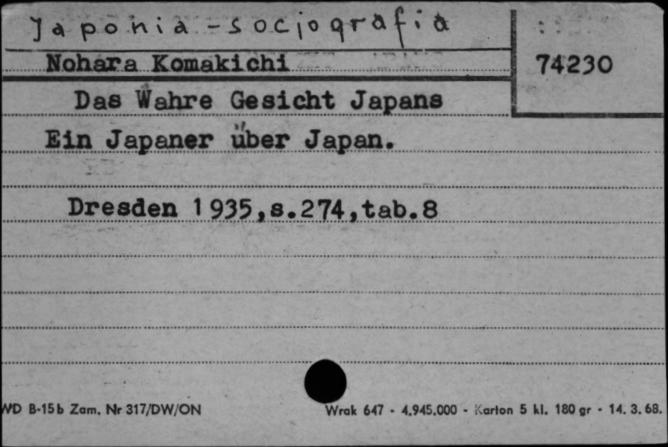 Japonia - socjografia
Nohara Komakichi
74230
Das Wahre Gesicht Japans
Ein Japaner über Japan.
Dresden 1935,s.274,tab.8
WD B-15b Zam. Nr 317/DW/ON
Wrak 647 - 4.945.000 - Karton 5 kl. 180 gr - 14. 3. 68.